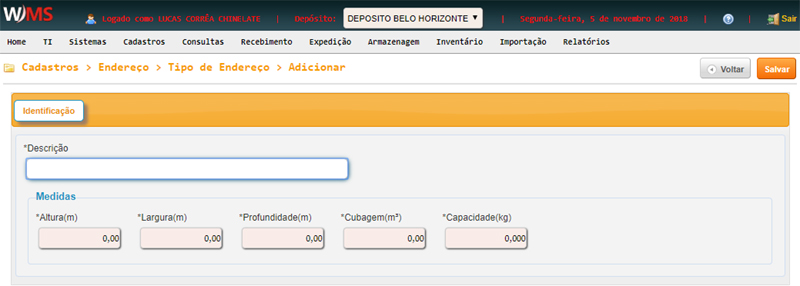 WMS Logado como LUCAS CORRÊA CHINELATE | Depósito: DEPOSITO BELO HORIZONTE | Segunda-feira, 5 de novembro de 2018 | ? | Sair
Home TI Sistemas Cadastros Consultas Recebimento Expedição Armazenagem Inventário Importação Relatórios
Cadastros > Endereço > Tipo de Endereço > Adicionar Voltar Salvar
Identificação
*Descrição
Medidas
*Altura(m) *Largura(m) *Profundidade(m) *Cubagem(m³) *Capacidade(kg)
0,00 0,00 0,00 0,00 0,000